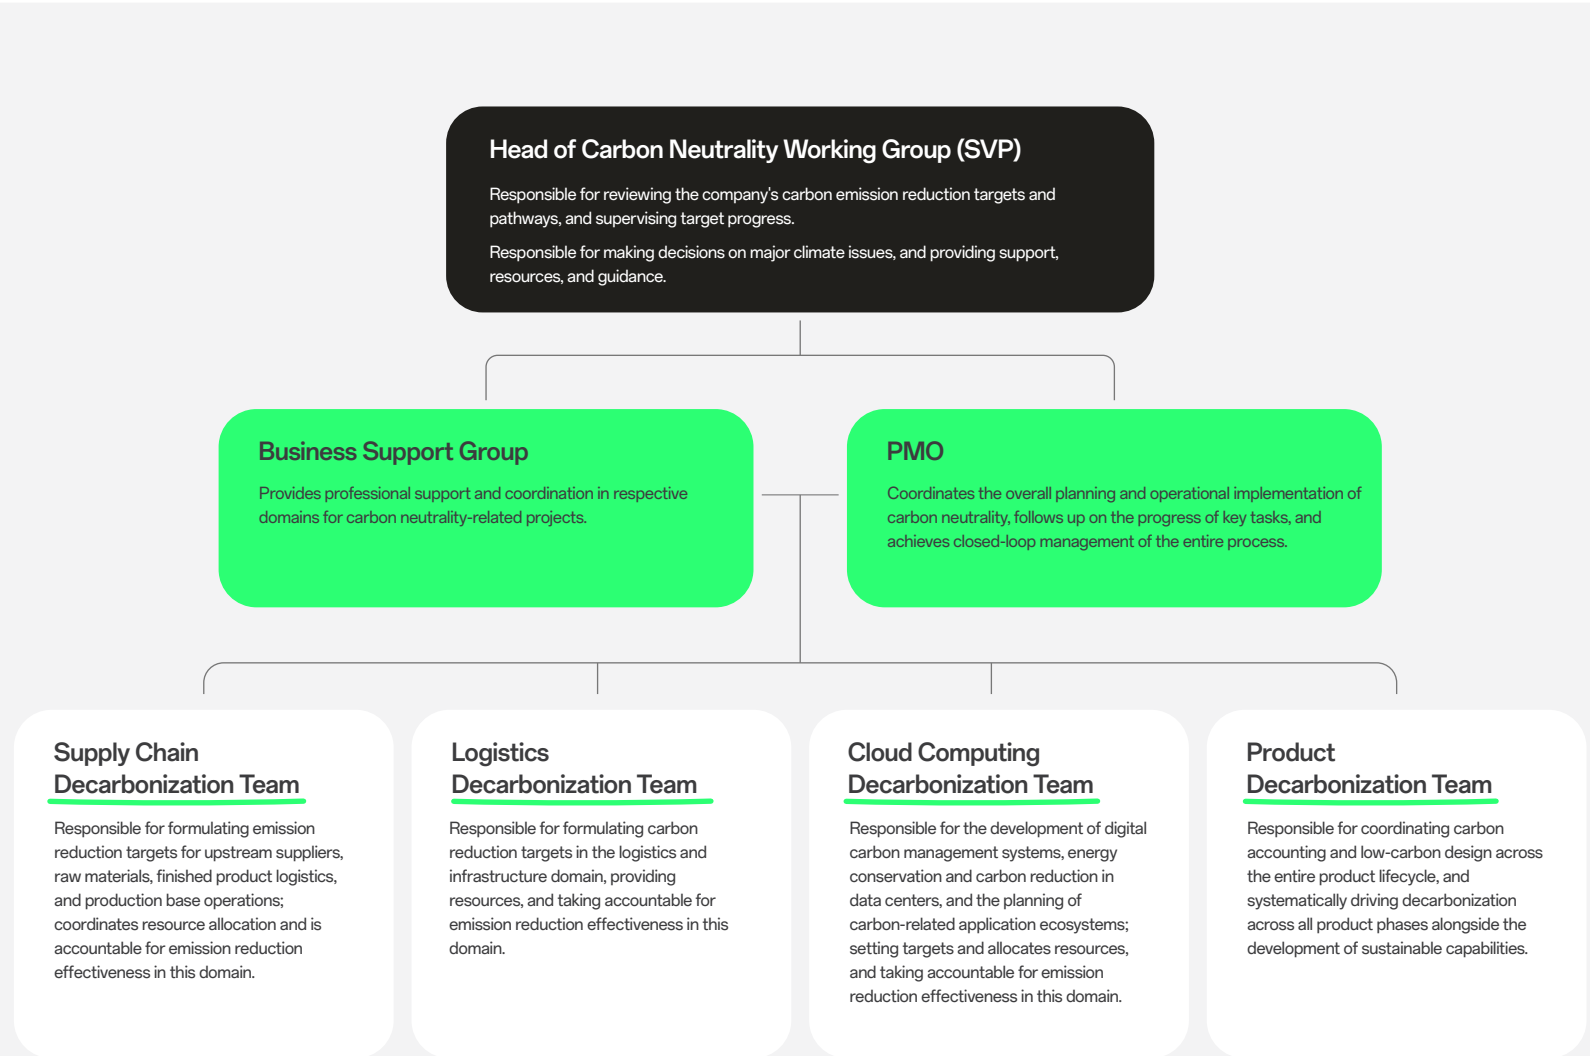 Head of Carbon Neutrality Working Group (SVP)
Responsible for reviewing the company's carbon emission reduction targets and
pathways, and supervising target progress.
Responsible for making decisions on major climate issues, and providing support,
resources, and guidance.
Business Support Group
Provides professional support and coordination in respective
domains for carbon neutrality-related projects.
PMO
Coordinates the overall planning and operational implementation of
carbon neutrality, follows up on the progress of key tasks, and
achieves closed-loop management of the entire process.
Supply Chain
Decarbonization Team
Responsible for formulating emission
reduction targets for upstream suppliers,
raw materials, finished product logistics,
and production base operations;
coordinates resource allocation and is
accountable for emission reduction
effectiveness in this domain.
Logistics
Decarbonization Team
Responsible for formulating carbon
reduction targets in the logistics and
infrastructure domain, providing
resources, and taking accountable for
emission reduction effectiveness in this
domain.
Cloud Computing
Decarbonization Team
Responsible for the development of digital
carbon management systems, energy
conservation and carbon reduction in
data centers, and the planning of
carbon-related application ecosystems;
setting targets and allocates resources,
and taking accountable for emission
reduction effectiveness in this domain.
Product
Decarbonization Team
Responsible for coordinating carbon
accounting and low-carbon design across
the entire product lifecycle, and
systematically driving decarbonization
across all product phases alongside the
development of sustainable capabilities.